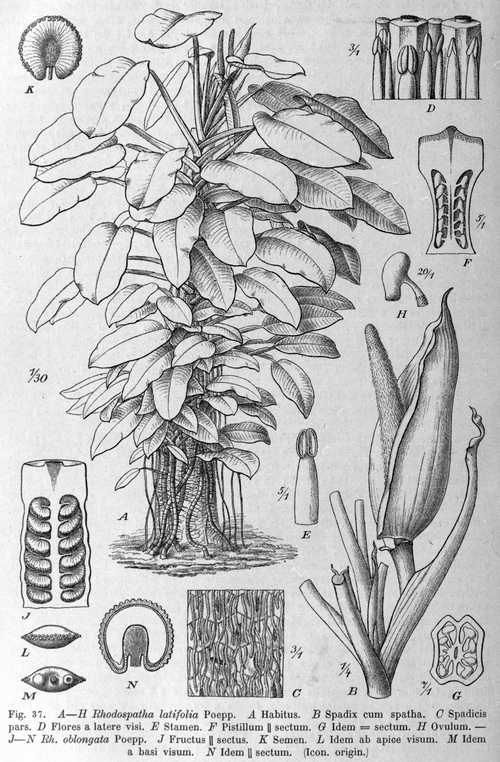 K
3/1
D
5/1
F
20/1
H
1/30
A
5/1
E
J
L
M
N
3/1
C
1/4
B
G
Fig. 37. A—H Rhodospatha latifolia Poepp. A Habitus. B Spadix cum spatha. C Spadicis
pars. D Flores a latere visi. E Stamen. F Pistillum ‖ sectum. G Idem = sectum. H Ovulum. —
J—N Rh. oblongata Poepp. J Fructus ‖ sectus. K Semen. L Idem ab apice visum. M Idem
a basi visum. N Idem ‖ sectum. (Icon. origin.)